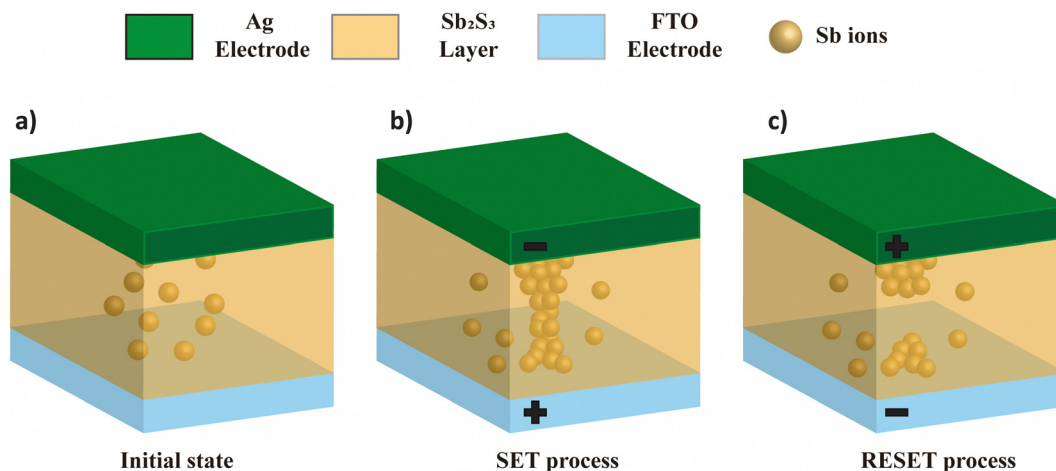 Ag
Electrode
Sb₂S₃
Layer
FTO
Electrode
Sb ions
a)
b)
c)
Initial state
SET process
RESET process